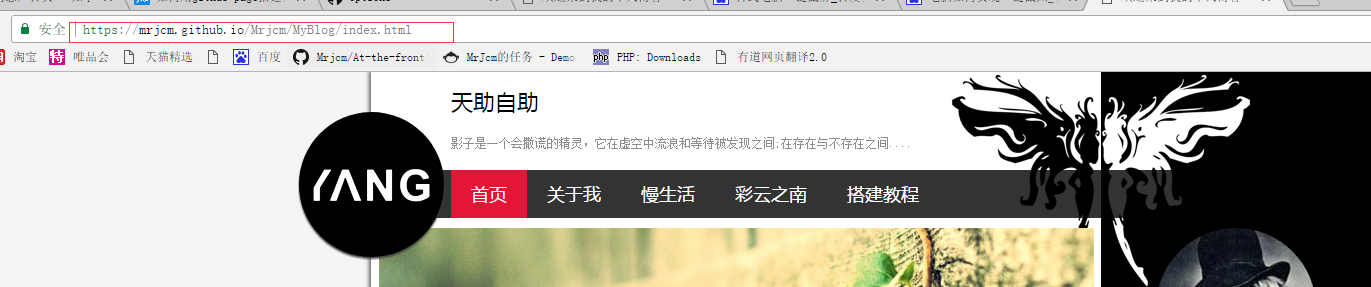 安全 https://mrjcm.github.io/Mrjcm/MyBlog/index.html
淘宝 特 唯品会 天猫精选 百度 Mrjcm/At-the-front MrJcm的任务 - Demo php PHP: Downloads 有道网页翻译2.0
天助自助
影子是一个会撒谎的精灵，它在虚空中流浪和等待被发现之间;在存在与不存在之间....
YANG
首页 关于我 慢生活 彩云之南 搭建教程